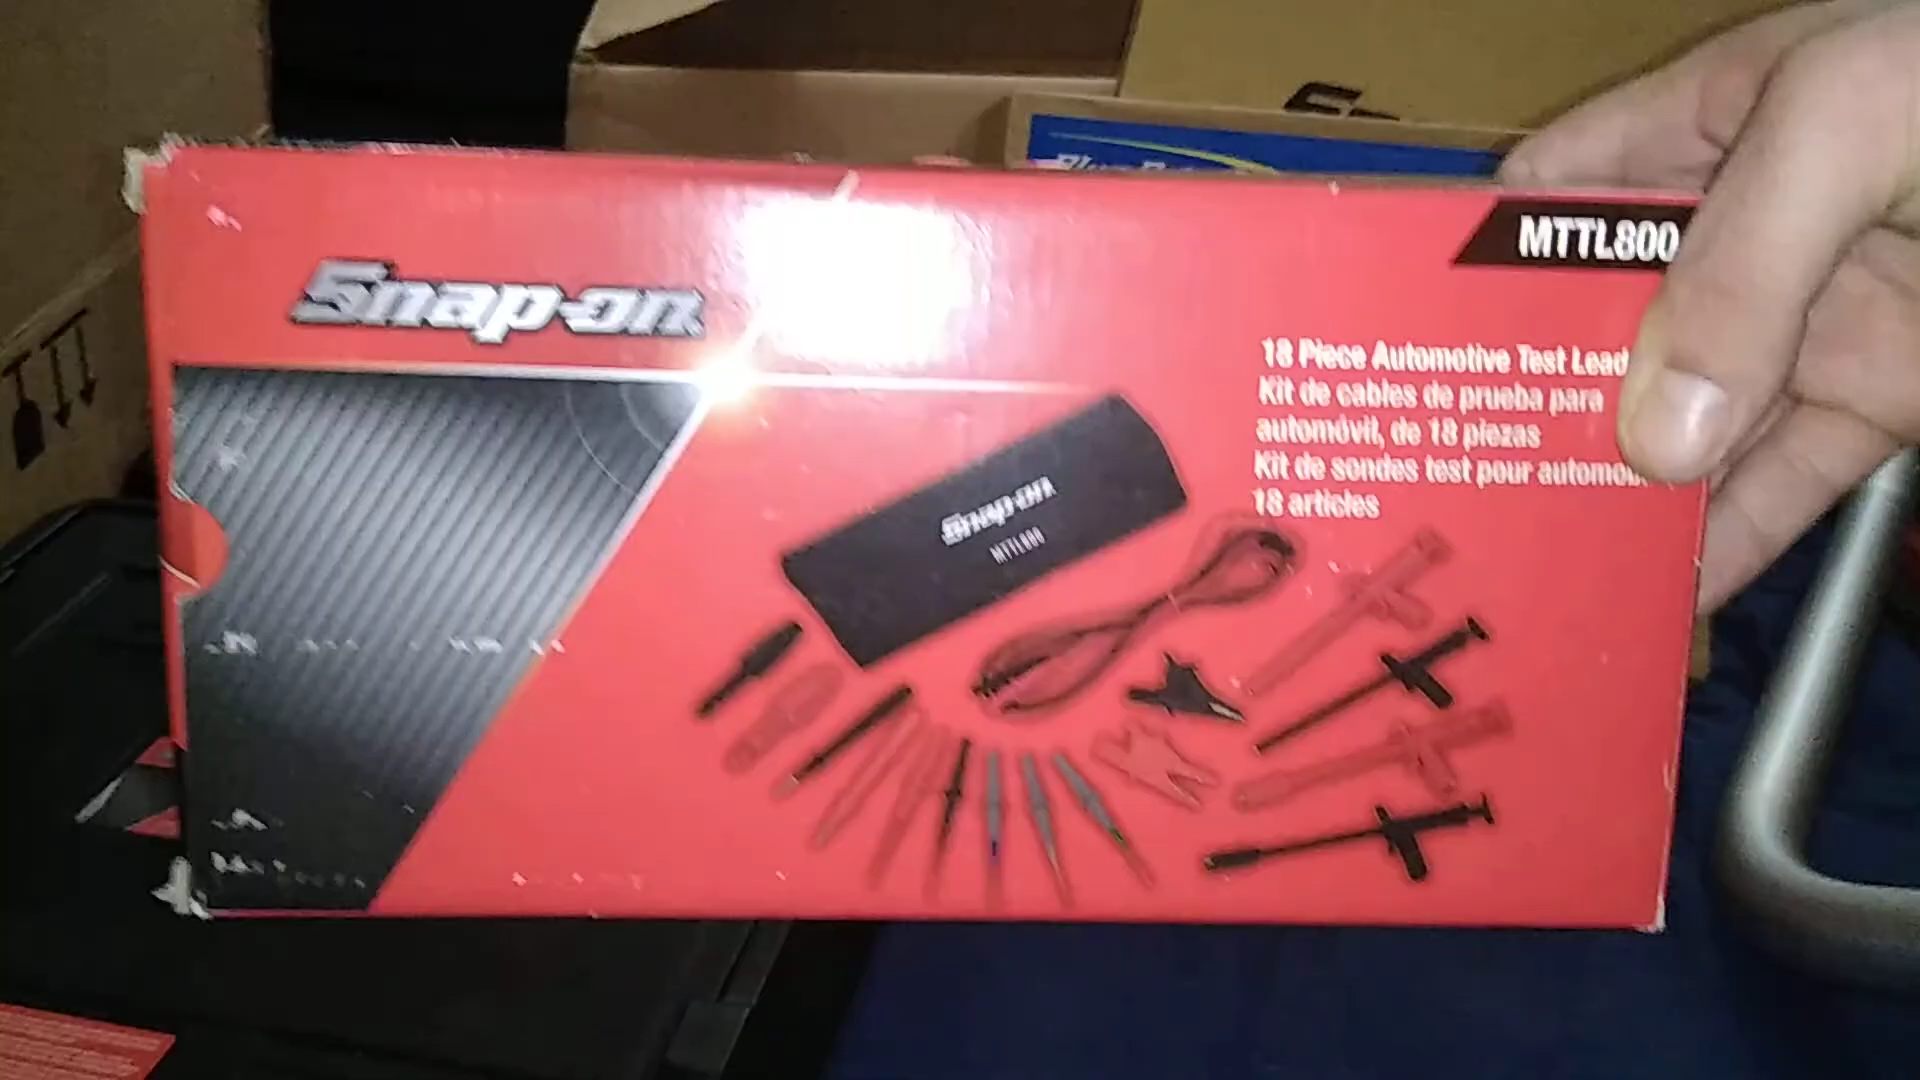 Snap-on
MTTL800
18 Piece Automotive Test Lead
Kit de cables de prueba para
automóvil, de 18 piezas
Kit de sondes test pour
18 articles
Snap-on
MTTL800